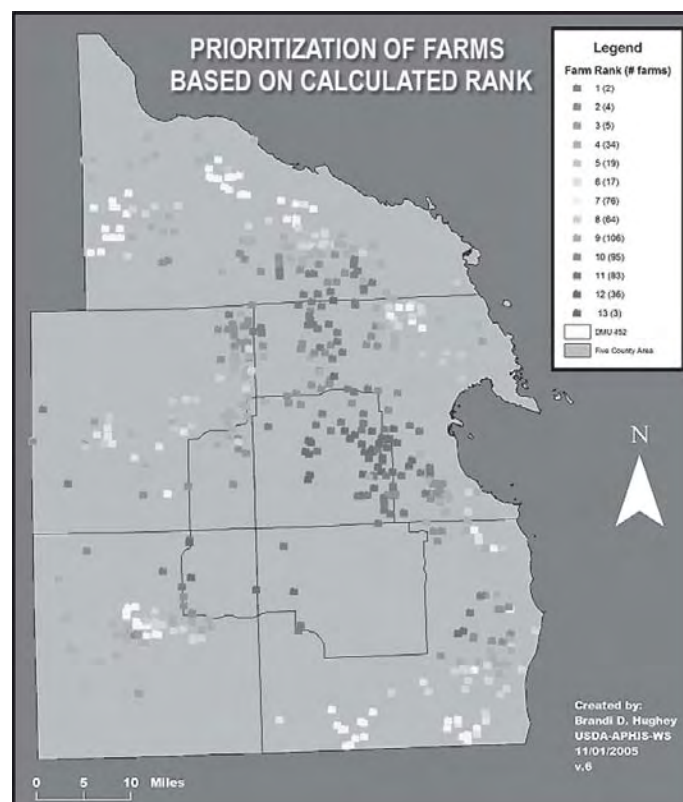 PRIORITIZATION OF FARMS
BASED ON CALCULATED RANK
Legend
Farm Rank (# farms)
1 (2)
2 (4)
3 (5)
4 (34)
5 (19)
6 (17)
7 (76)
8 (64)
9 (106)
10 (95)
11 (83)
12 (36)
13 (3)
DMU 452
Five County Area
N
Created by:
Brandi D. Hughey
USDA-APHIS-WS
11/01/2005
v.6
0 5 10 Miles